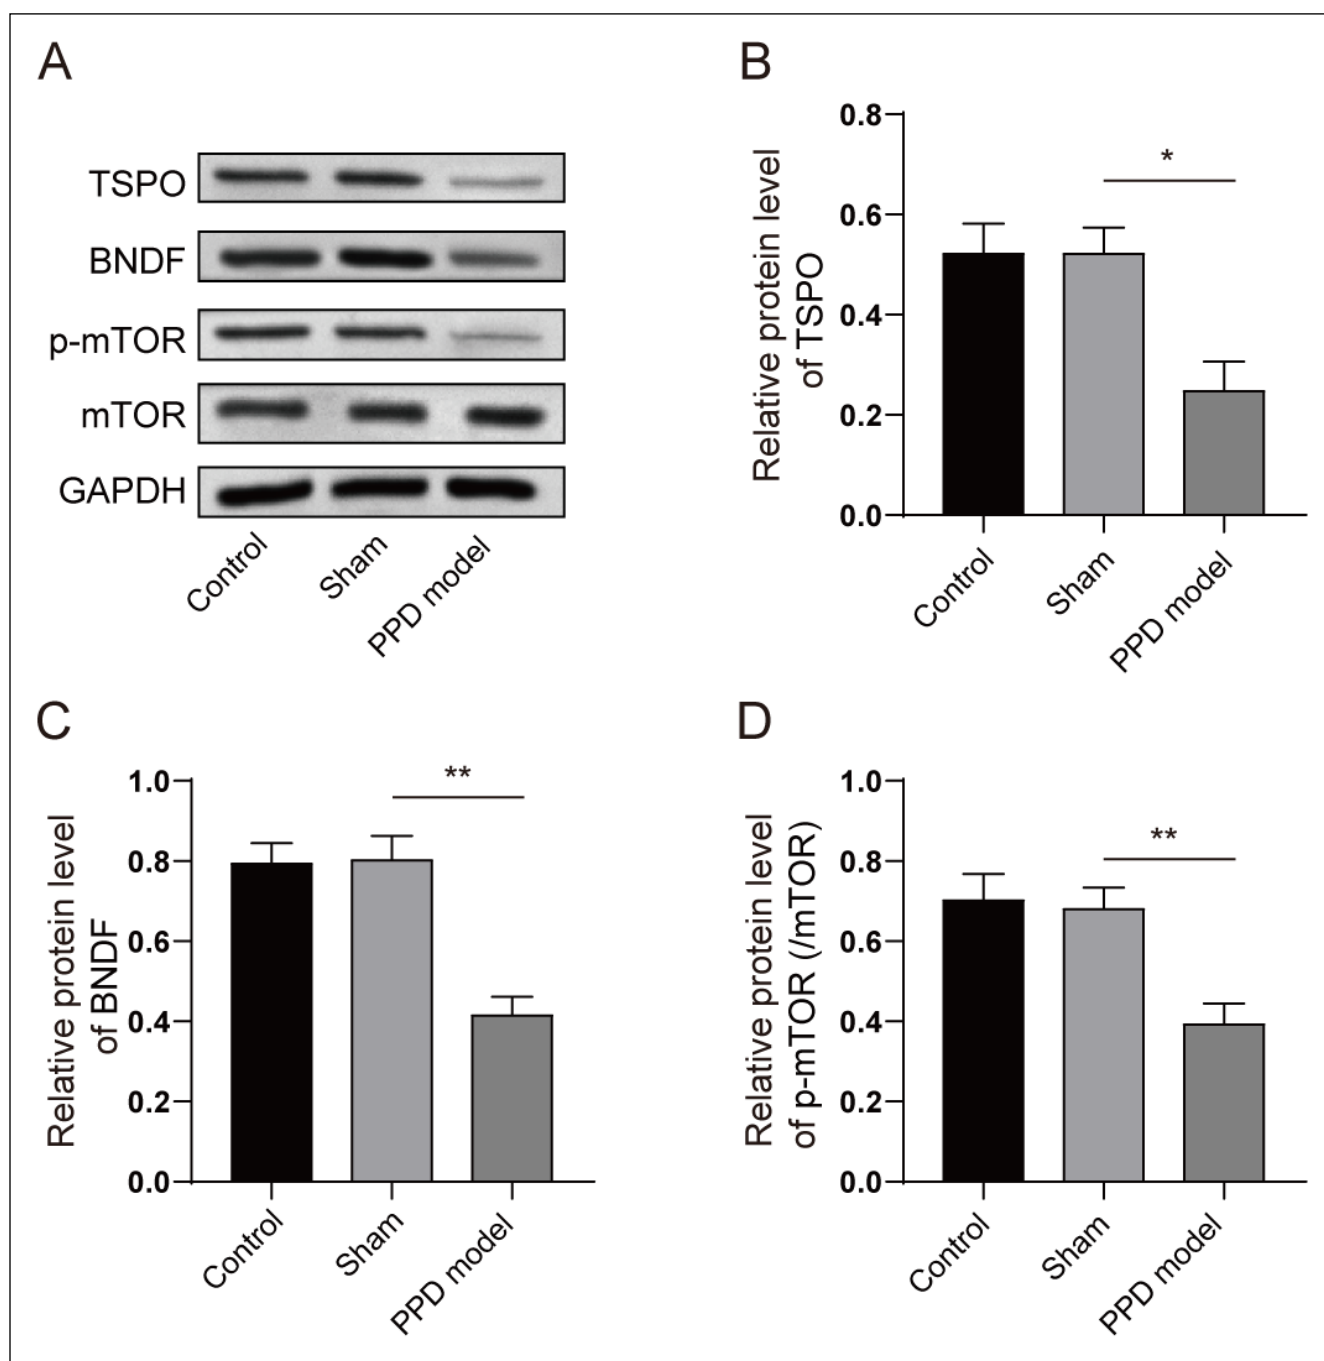 A
TSPO
BNDF
p-mTOR
mTOR
GAPDH
Control
Sham
PPD model
B
Relative protein level
of TSPO
0.8
0.6
0.4
0.2
0.0
*
Control
Sham
PPD model
C
Relative protein level
of BNDF
1.0
0.8
0.6
0.4
0.2
0.0
**
Control
Sham
PPD model
D
Relative protein level
of p-mTOR (/mTOR)
1.0
0.8
0.6
0.4
0.2
0.0
**
Control
Sham
PPD model